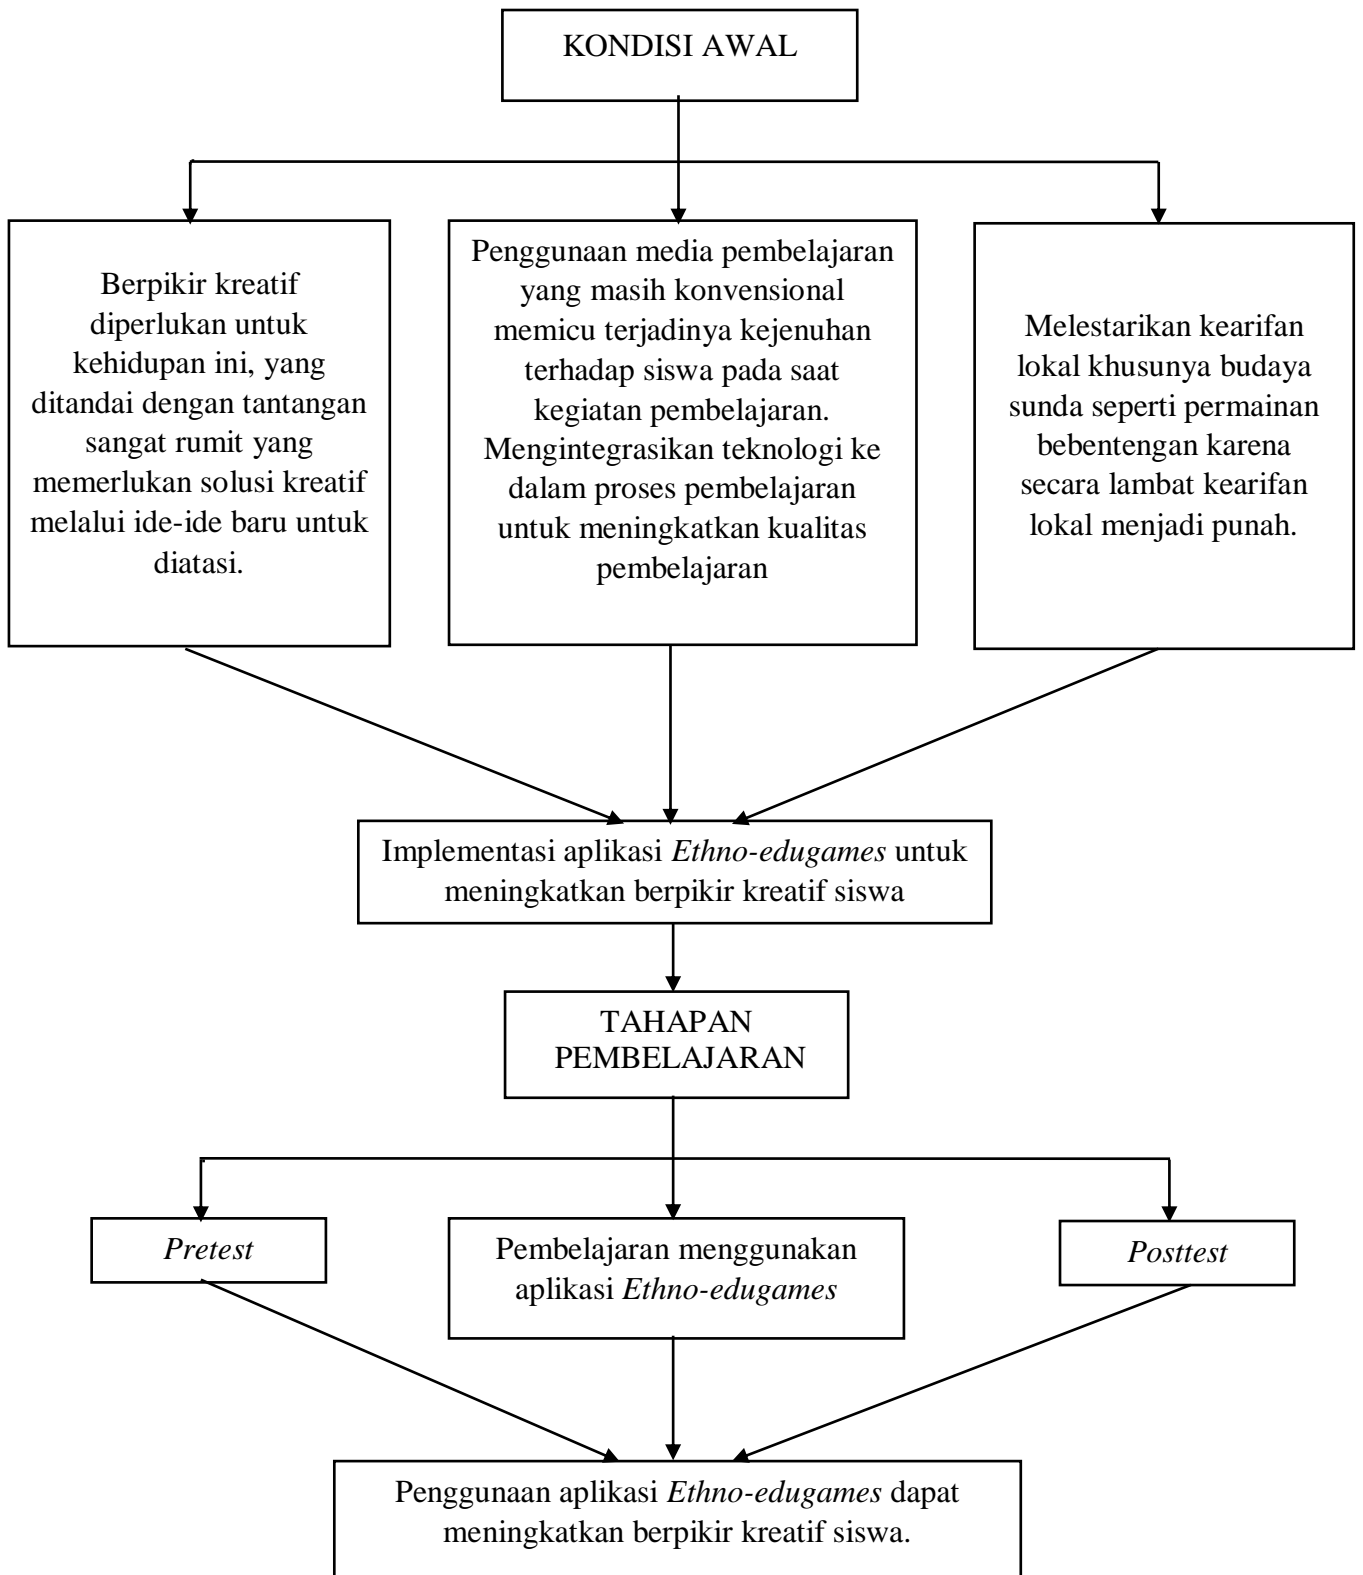 KONDISI AWAL
Berpikir kreatif
diperlukan untuk
kehidupan ini, yang
ditandai dengan tantangan
sangat rumit yang
memerlukan solusi kreatif
melalui ide-ide baru untuk
diatasi.
Penggunaan media pembelajaran
yang masih konvensional
memicu terjadinya kejenuhan
terhadap siswa pada saat
kegiatan pembelajaran.
Mengintegrasikan teknologi ke
dalam proses pembelajaran
untuk meningkatkan kualitas
pembelajaran
Melestarikan kearifan
lokal khusunya budaya
sunda seperti permainan
bebentengan karena
secara lambat kearifan
lokal menjadi punah.
Implementasi aplikasi Ethno-edugames untuk
meningkatkan berpikir kreatif siswa
TAHAPAN
PEMBELAJARAN
Pretest
Pembelajaran menggunakan
aplikasi Ethno-edugames
Posttest
Penggunaan aplikasi Ethno-edugames dapat
meningkatkan berpikir kreatif siswa.